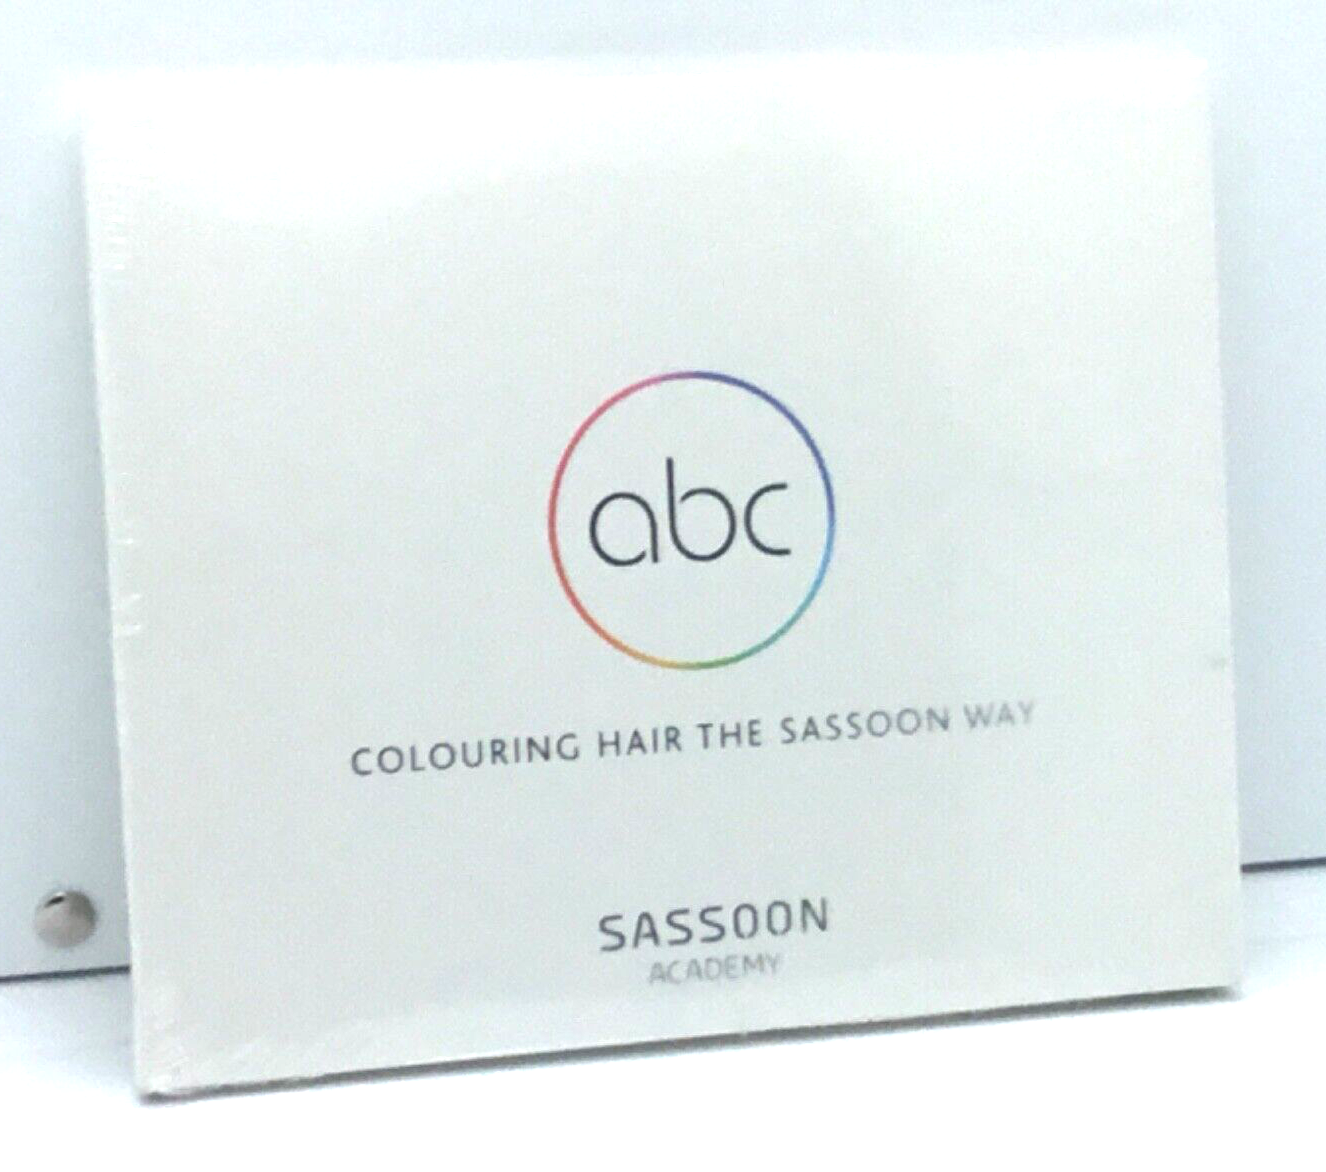 abc
COLOURING HAIR THE SASSOON WAY
SASSOON
ACADEMY